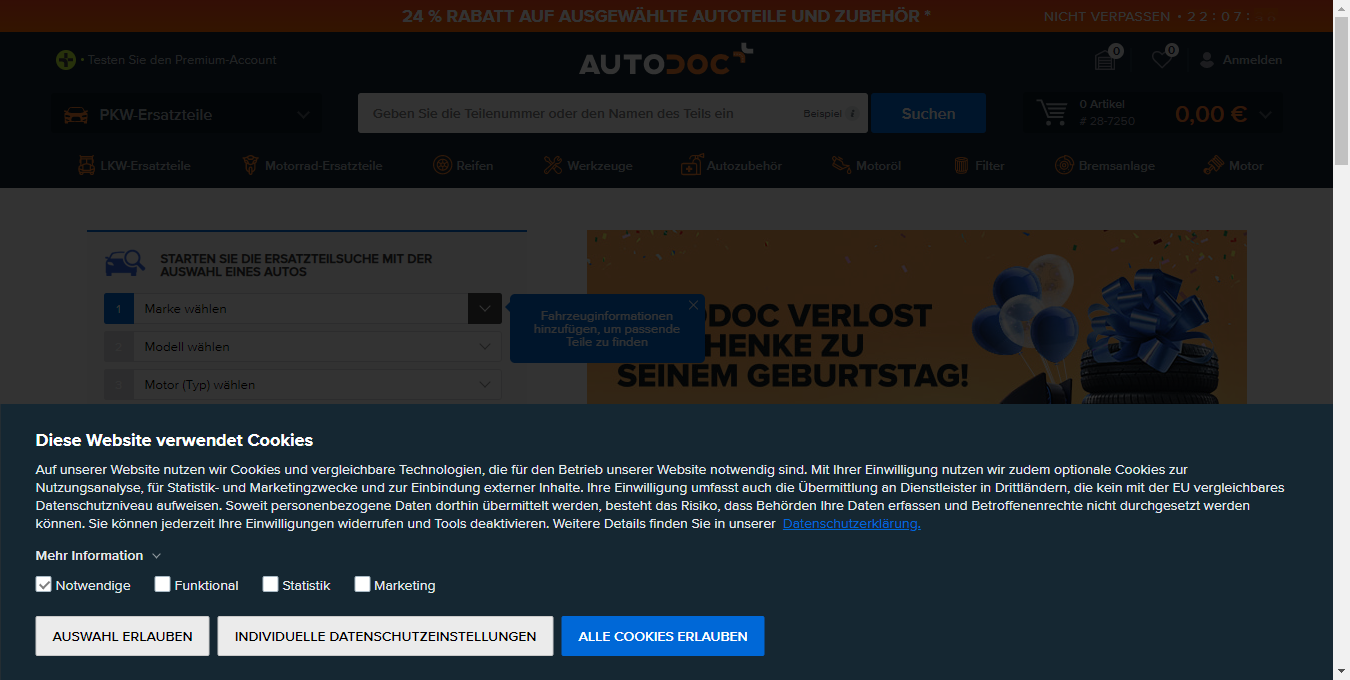 24 % RABATT AUF AUSGEWÄHLTE AUTOTEILE UND ZUBEHÖR *
NICHT VERPASSEN • 22:07:
• Testen Sie den Premium-Account
AUTODOC
0
0
Anmelden
PKW-Ersatzteile
Geben Sie die Teilenummer oder den Namen des Teils ein
Beispiel i
Suchen
0 Artikel
# 28-7250
0,00 €
LKW-Ersatzteile
Motorrad-Ersatzteile
Reifen
Werkzeuge
Autozubehör
Motoröl
Filter
Bremsanlage
Motor
STARTEN SIE DIE ERSATZTEILSUCHE MIT DER
AUSWAHL EINES AUTOS
1 Marke wählen
2 Modell wählen
3 Motor (Typ) wählen
Fahrzeuginformationen
hinzufügen, um passende
Teile zu finden
DOC VERLOST
HENKE ZU
SEINEM GEBURTSTAG!
Diese Website verwendet Cookies
Auf unserer Website nutzen wir Cookies und vergleichbare Technologien, die für den Betrieb unserer Website notwendig sind. Mit Ihrer Einwilligung nutzen wir zudem optionale Cookies zur
Nutzungsanalyse, für Statistik- und Marketingzwecke und zur Einbindung externer Inhalte. Ihre Einwilligung umfasst auch die Übermittlung an Dienstleister in Drittländern, die kein mit der EU vergleichbares
Datenschutzniveau aufweisen. Soweit personenbezogene Daten dorthin übermittelt werden, besteht das Risiko, dass Behörden Ihre Daten erfassen und Betroffenenrechte nicht durchgesetzt werden
können. Sie können jederzeit Ihre Einwilligungen widerrufen und Tools deaktivieren. Weitere Details finden Sie in unserer Datenschutzerklärung.
Mehr Information
Notwendige
Funktional
Statistik
Marketing
AUSWAHL ERLAUBEN
INDIVIDUELLE DATENSCHUTZEINSTELLUNGEN
ALLE COOKIES ERLAUBEN